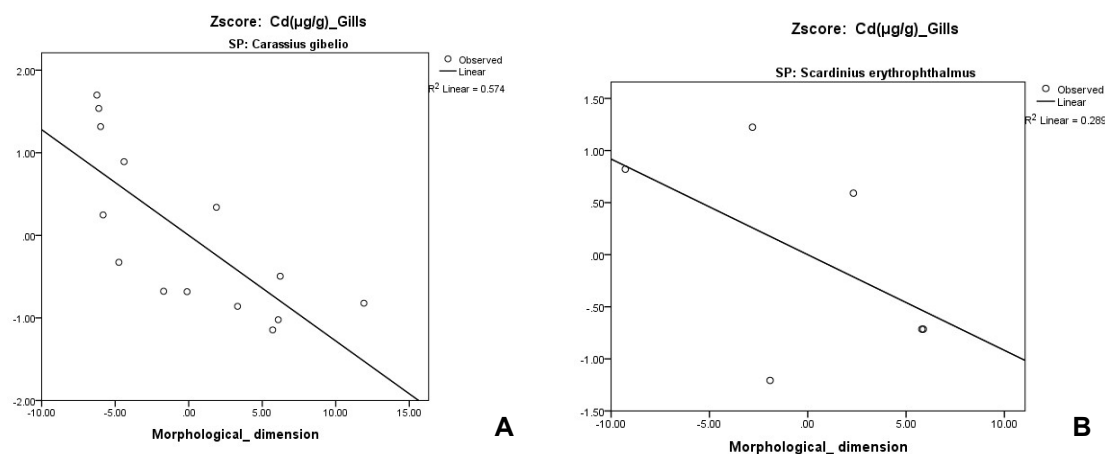 Zscore: Cd(µg/g)_Gills
SP: Carassius gibelio
Observed
Linear
R² Linear = 0.574
2.00
1.00
.00
-1.00
-2.00
-10.00 -5.00 .00 5.00 10.00 15.00
Morphological_ dimension
A
Zscore: Cd(µg/g)_Gills
SP: Scardinius erythrophthalmus
Observed
Linear
R² Linear = 0.289
1.50
1.00
.50
.00
-.50
-1.00
-1.50
-10.00 -5.00 .00 5.00 10.00
Morphological_ dimension
B